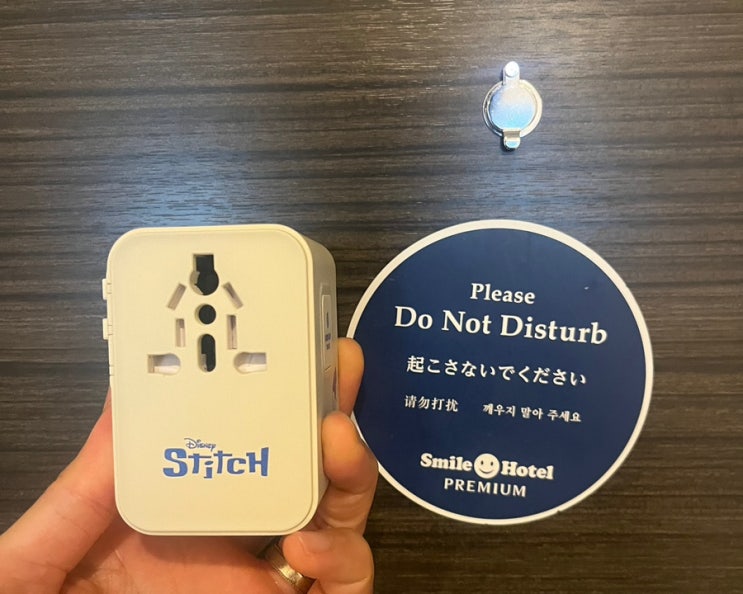 Disney
Stitch
Please
Do Not Disturb
起こさないでください
请勿打扰 깨우지 말아 주세요
Smile Hotel
PREMIUM